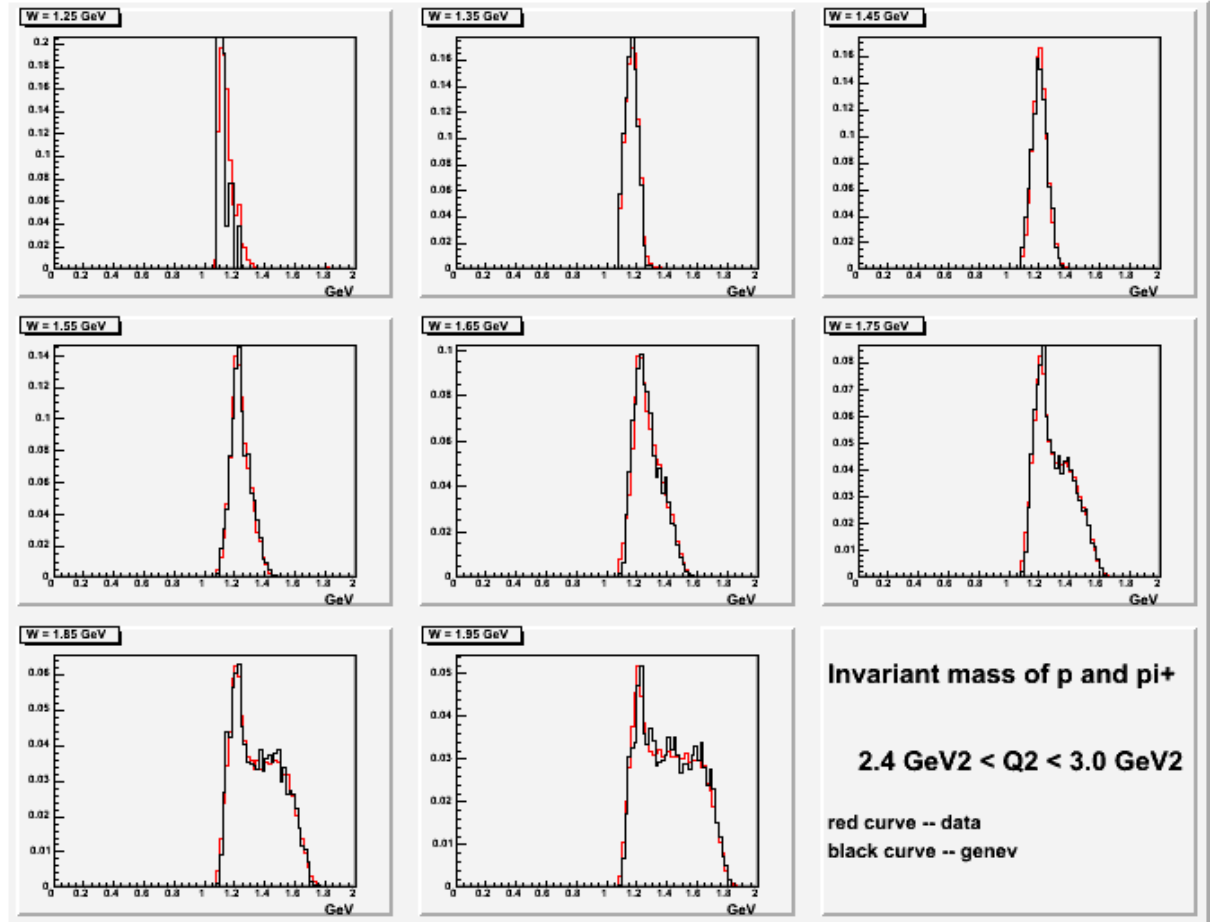 W = 1.25 GeV
0.2
0.18
0.16
0.14
0.12
0.1
0.08
0.06
0.04
0.02
0
0 0.2 0.4 0.6 0.8 1 1.2 1.4 1.6 1.8 2
GeV
W = 1.35 GeV
0.16
0.14
0.12
0.1
0.08
0.06
0.04
0.02
0
0 0.2 0.4 0.6 0.8 1 1.2 1.4 1.6 1.8 2
GeV
W = 1.45 GeV
0.16
0.14
0.12
0.1
0.08
0.06
0.04
0.02
0
0 0.2 0.4 0.6 0.8 1 1.2 1.4 1.6 1.8 2
GeV
W = 1.55 GeV
0.14
0.12
0.1
0.08
0.06
0.04
0.02
0
0 0.2 0.4 0.6 0.8 1 1.2 1.4 1.6 1.8 2
GeV
W = 1.65 GeV
0.1
0.08
0.06
0.04
0.02
0
0 0.2 0.4 0.6 0.8 1 1.2 1.4 1.6 1.8 2
GeV
W = 1.75 GeV
0.08
0.07
0.06
0.05
0.04
0.03
0.02
0.01
0
0 0.2 0.4 0.6 0.8 1 1.2 1.4 1.6 1.8 2
GeV
W = 1.85 GeV
0.06
0.05
0.04
0.03
0.02
0.01
0
0 0.2 0.4 0.6 0.8 1 1.2 1.4 1.6 1.8 2
GeV
W = 1.95 GeV
0.05
0.04
0.03
0.02
0.01
0
0 0.2 0.4 0.6 0.8 1 1.2 1.4 1.6 1.8 2
GeV
Invariant mass of p and pi+
2.4 GeV2 < Q2 < 3.0 GeV2
red curve -- data
black curve -- genev